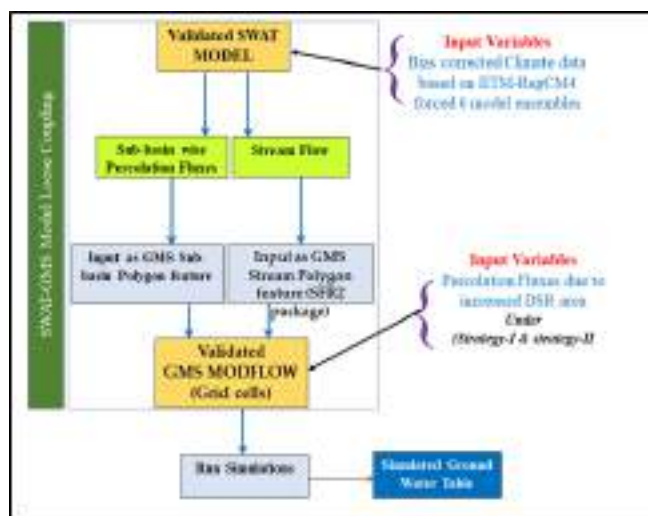 SWAT-GMS Model Loose Coupling
Validated SWAT
MODEL
Input Variables
Bias corrected Climate data
based on IITM-RegCM4
forced 6 model ensembles
Sub-basin wise
Percolation Fluxes
Stream Flow
Input as GMS Sub
basin Polygon feature
Input as GMS
Stream Polygon
feature (SFR2
package)
Input Variables
Percolation Fluxes due to
increased DSR area
Under
(Strategy-I & strategy-II
Validated
GMS MODFLOW
(Grid cells)
Run Simulations
Simulated Ground
Water Table